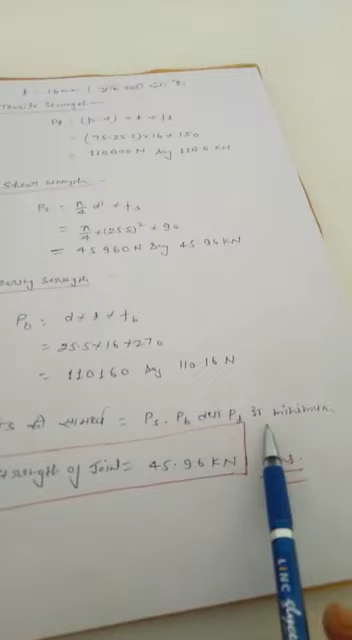 Tensile Strength
Pt = (p-d) × t × ft
= (75-25.5)×16×150
= 118800 N Say 118.8 KN
Shear Strength
Ps = π/4 d² × fs
= π/4 × (25.5)² × 90
= 45960 N Say 45.96 KN
Bearing Strength
Pb = d × t × fb
= 25.5×16×270
= 110160 Say 110.16 N
की सामर्थ्य = Ps, Pb तथा Pt में minimum
Strength of Joint = 45.96 KN Ans.
LINC